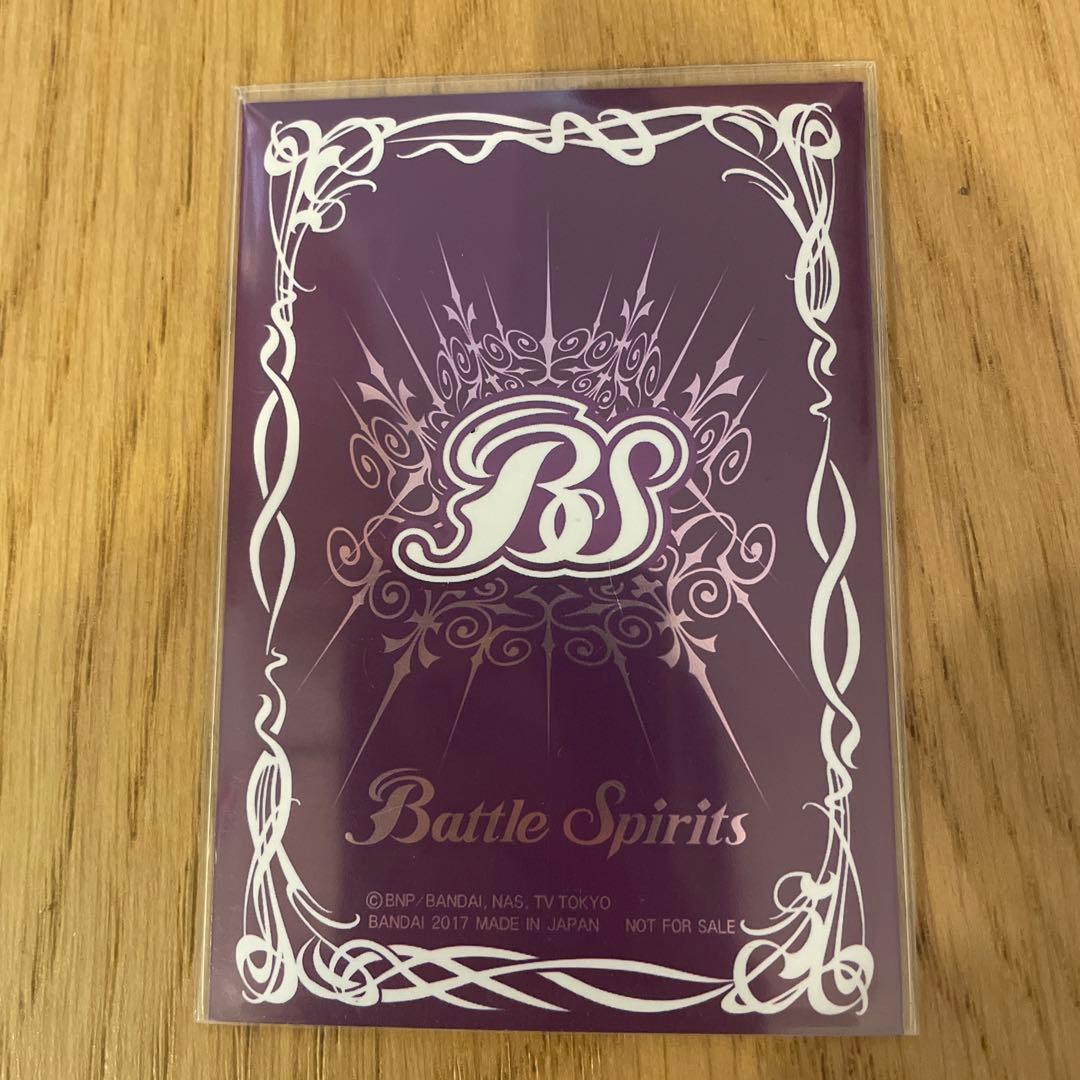 BS
Battle Spirits
©BNP/BANDAI, NAS, TV TOKYO
BANDAI 2017 MADE IN JAPAN NOT FOR SALE